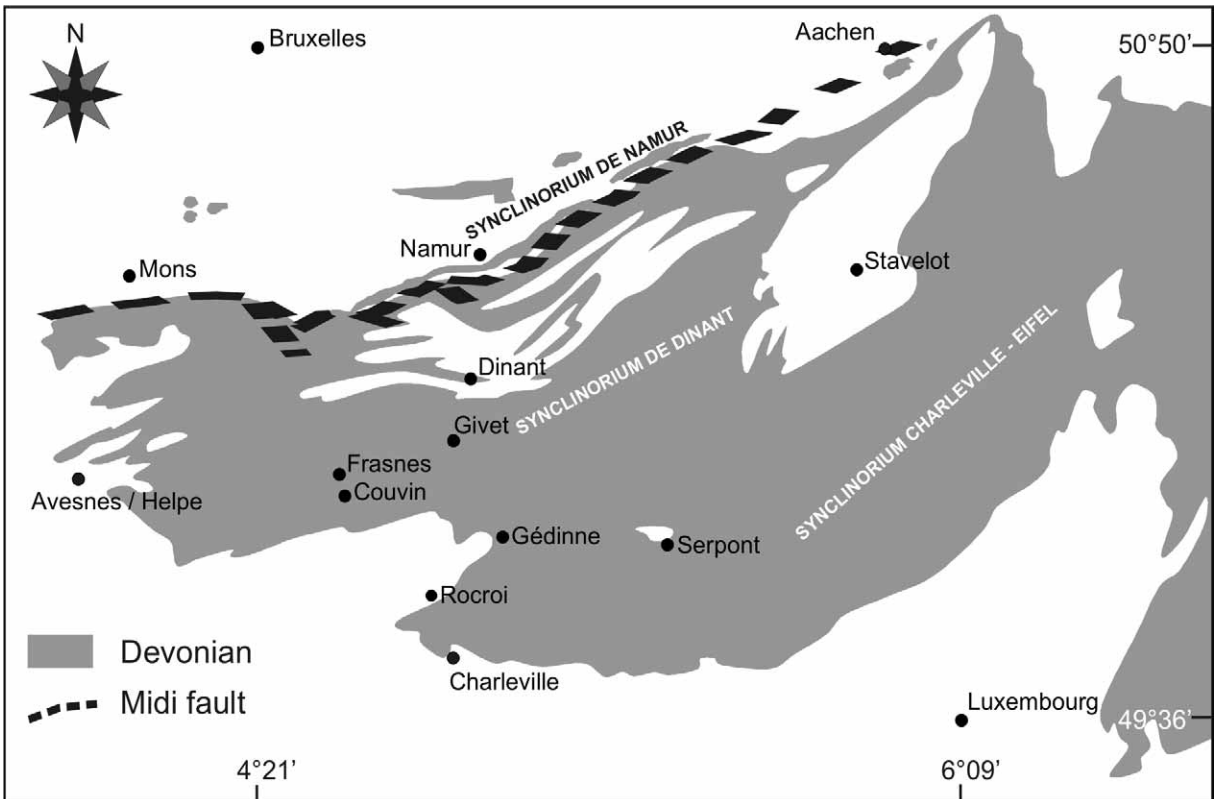 N
Bruxelles
Aachen
50°50'
SYNCLINORIUM DE NAMUR
Namur
Mons
Stavelot
Dinant
SYNCLINORIUM DE DINANT
SYNCLINORIUM CHARLEVILLE - EIFEL
Givet
Frasnes
Couvin
Avesnes / Helpe
Gédinne
Serpont
Rocroi
Devonian
Charleville
Midi fault
Luxembourg
49°36'
4°21'
6°09'